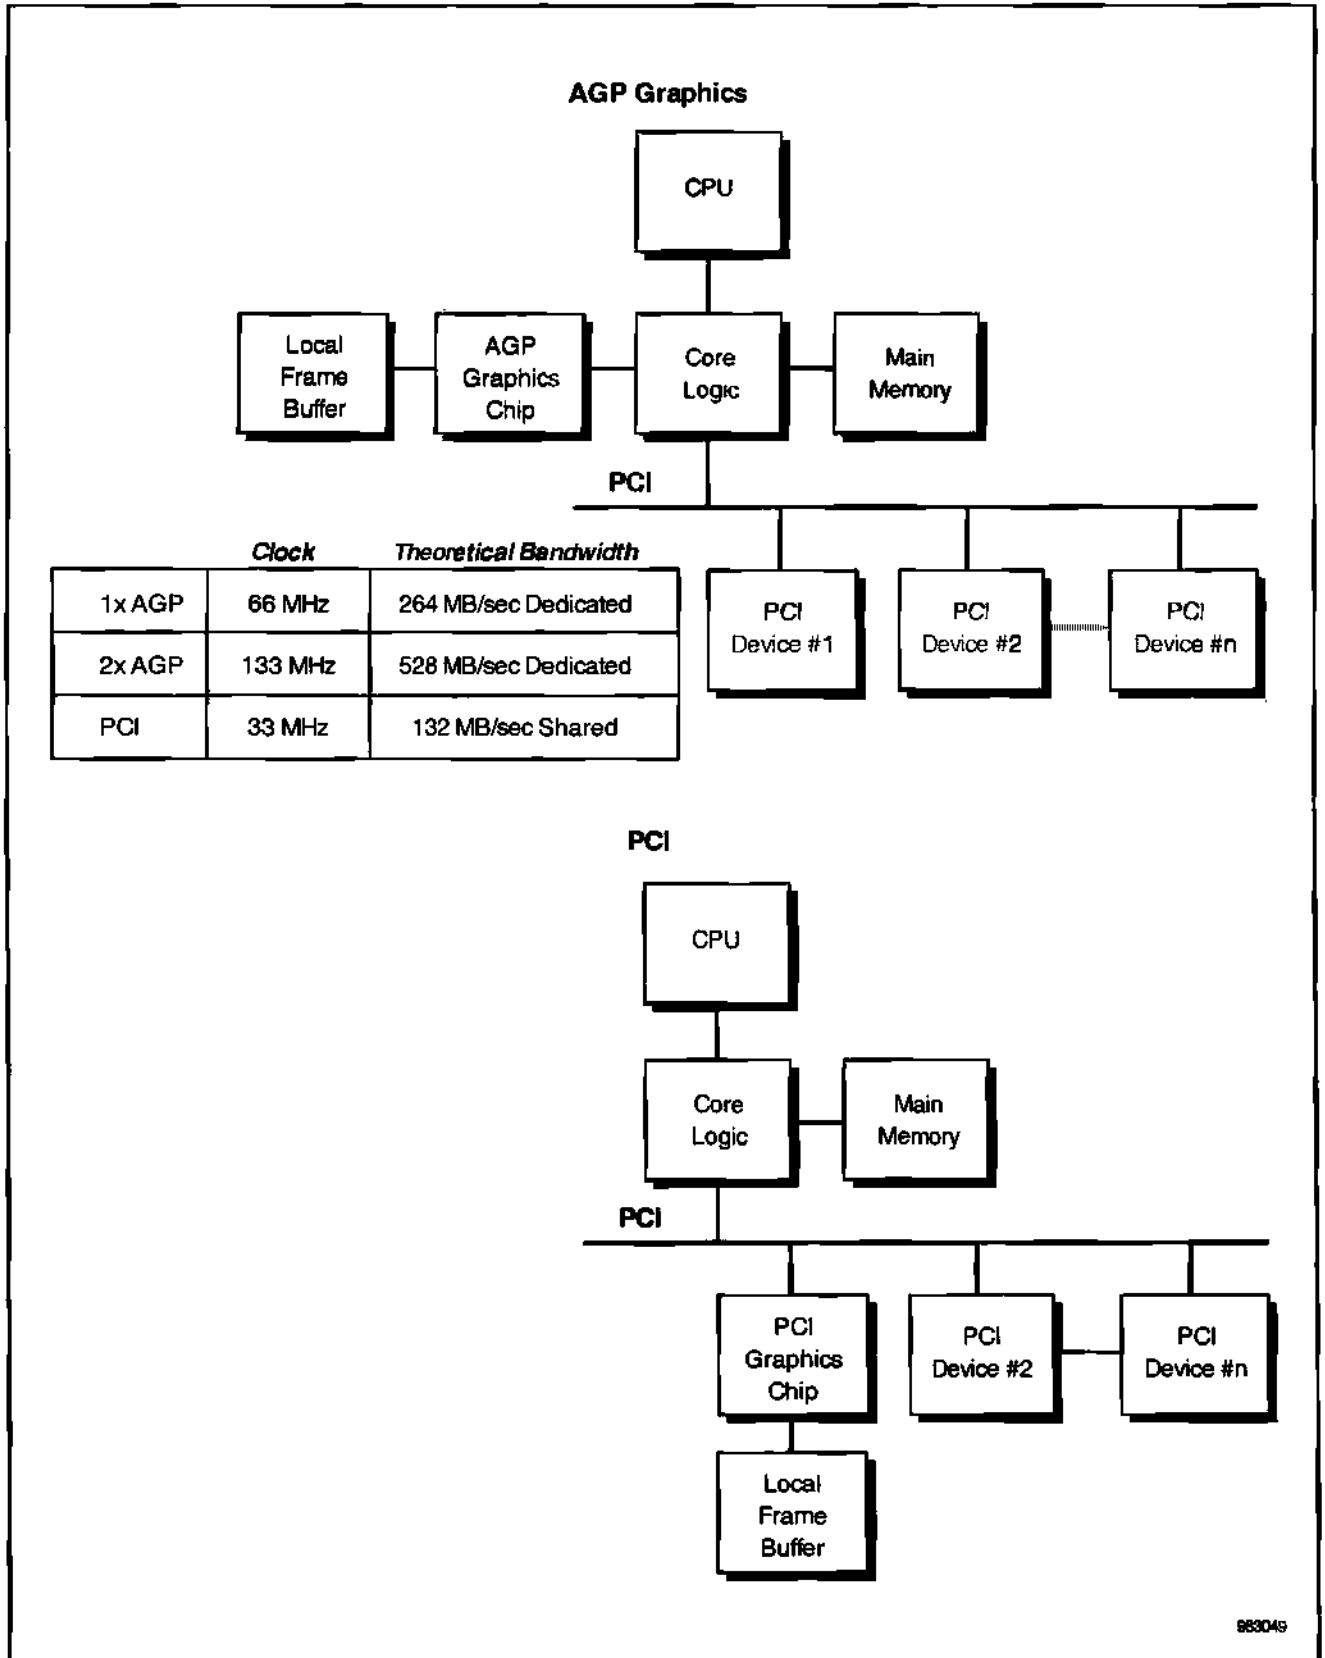 AGP Graphics
CPU
Local
Frame
Buffer
AGP
Graphics
Chip
Core
Logic
Main
Memory
PCI
Clock Theoretical Bandwidth
1x AGP 66 MHz 264 MB/sec Dedicated
2x AGP 133 MHz 528 MB/sec Dedicated
PCI 33 MHz 132 MB/sec Shared
PCI
Device #1
PCI
Device #2
PCI
Device #n
PCI
CPU
Core
Logic
Main
Memory
PCI
PCI
Graphics
Chip
PCI
Device #2
PCI
Device #n
Local
Frame
Buffer
983049